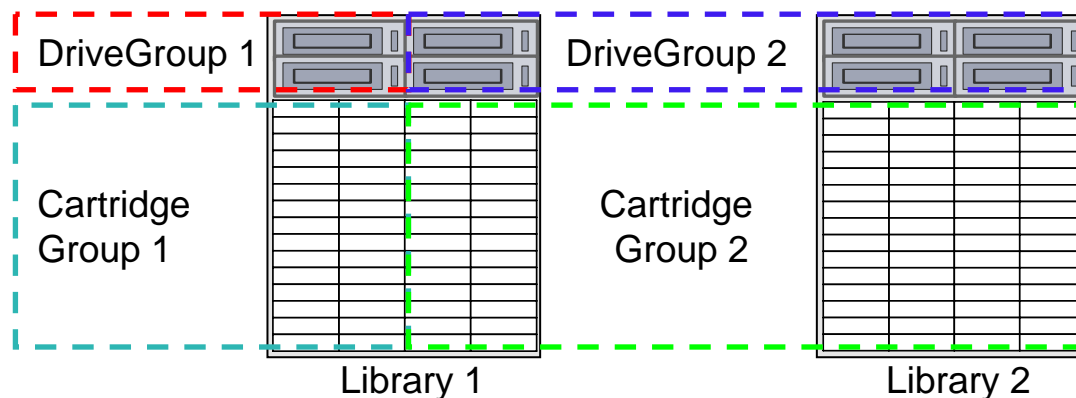 DriveGroup 1
DriveGroup 2
Cartridge
Group 1
Cartridge
Group 2
Library 1
Library 2